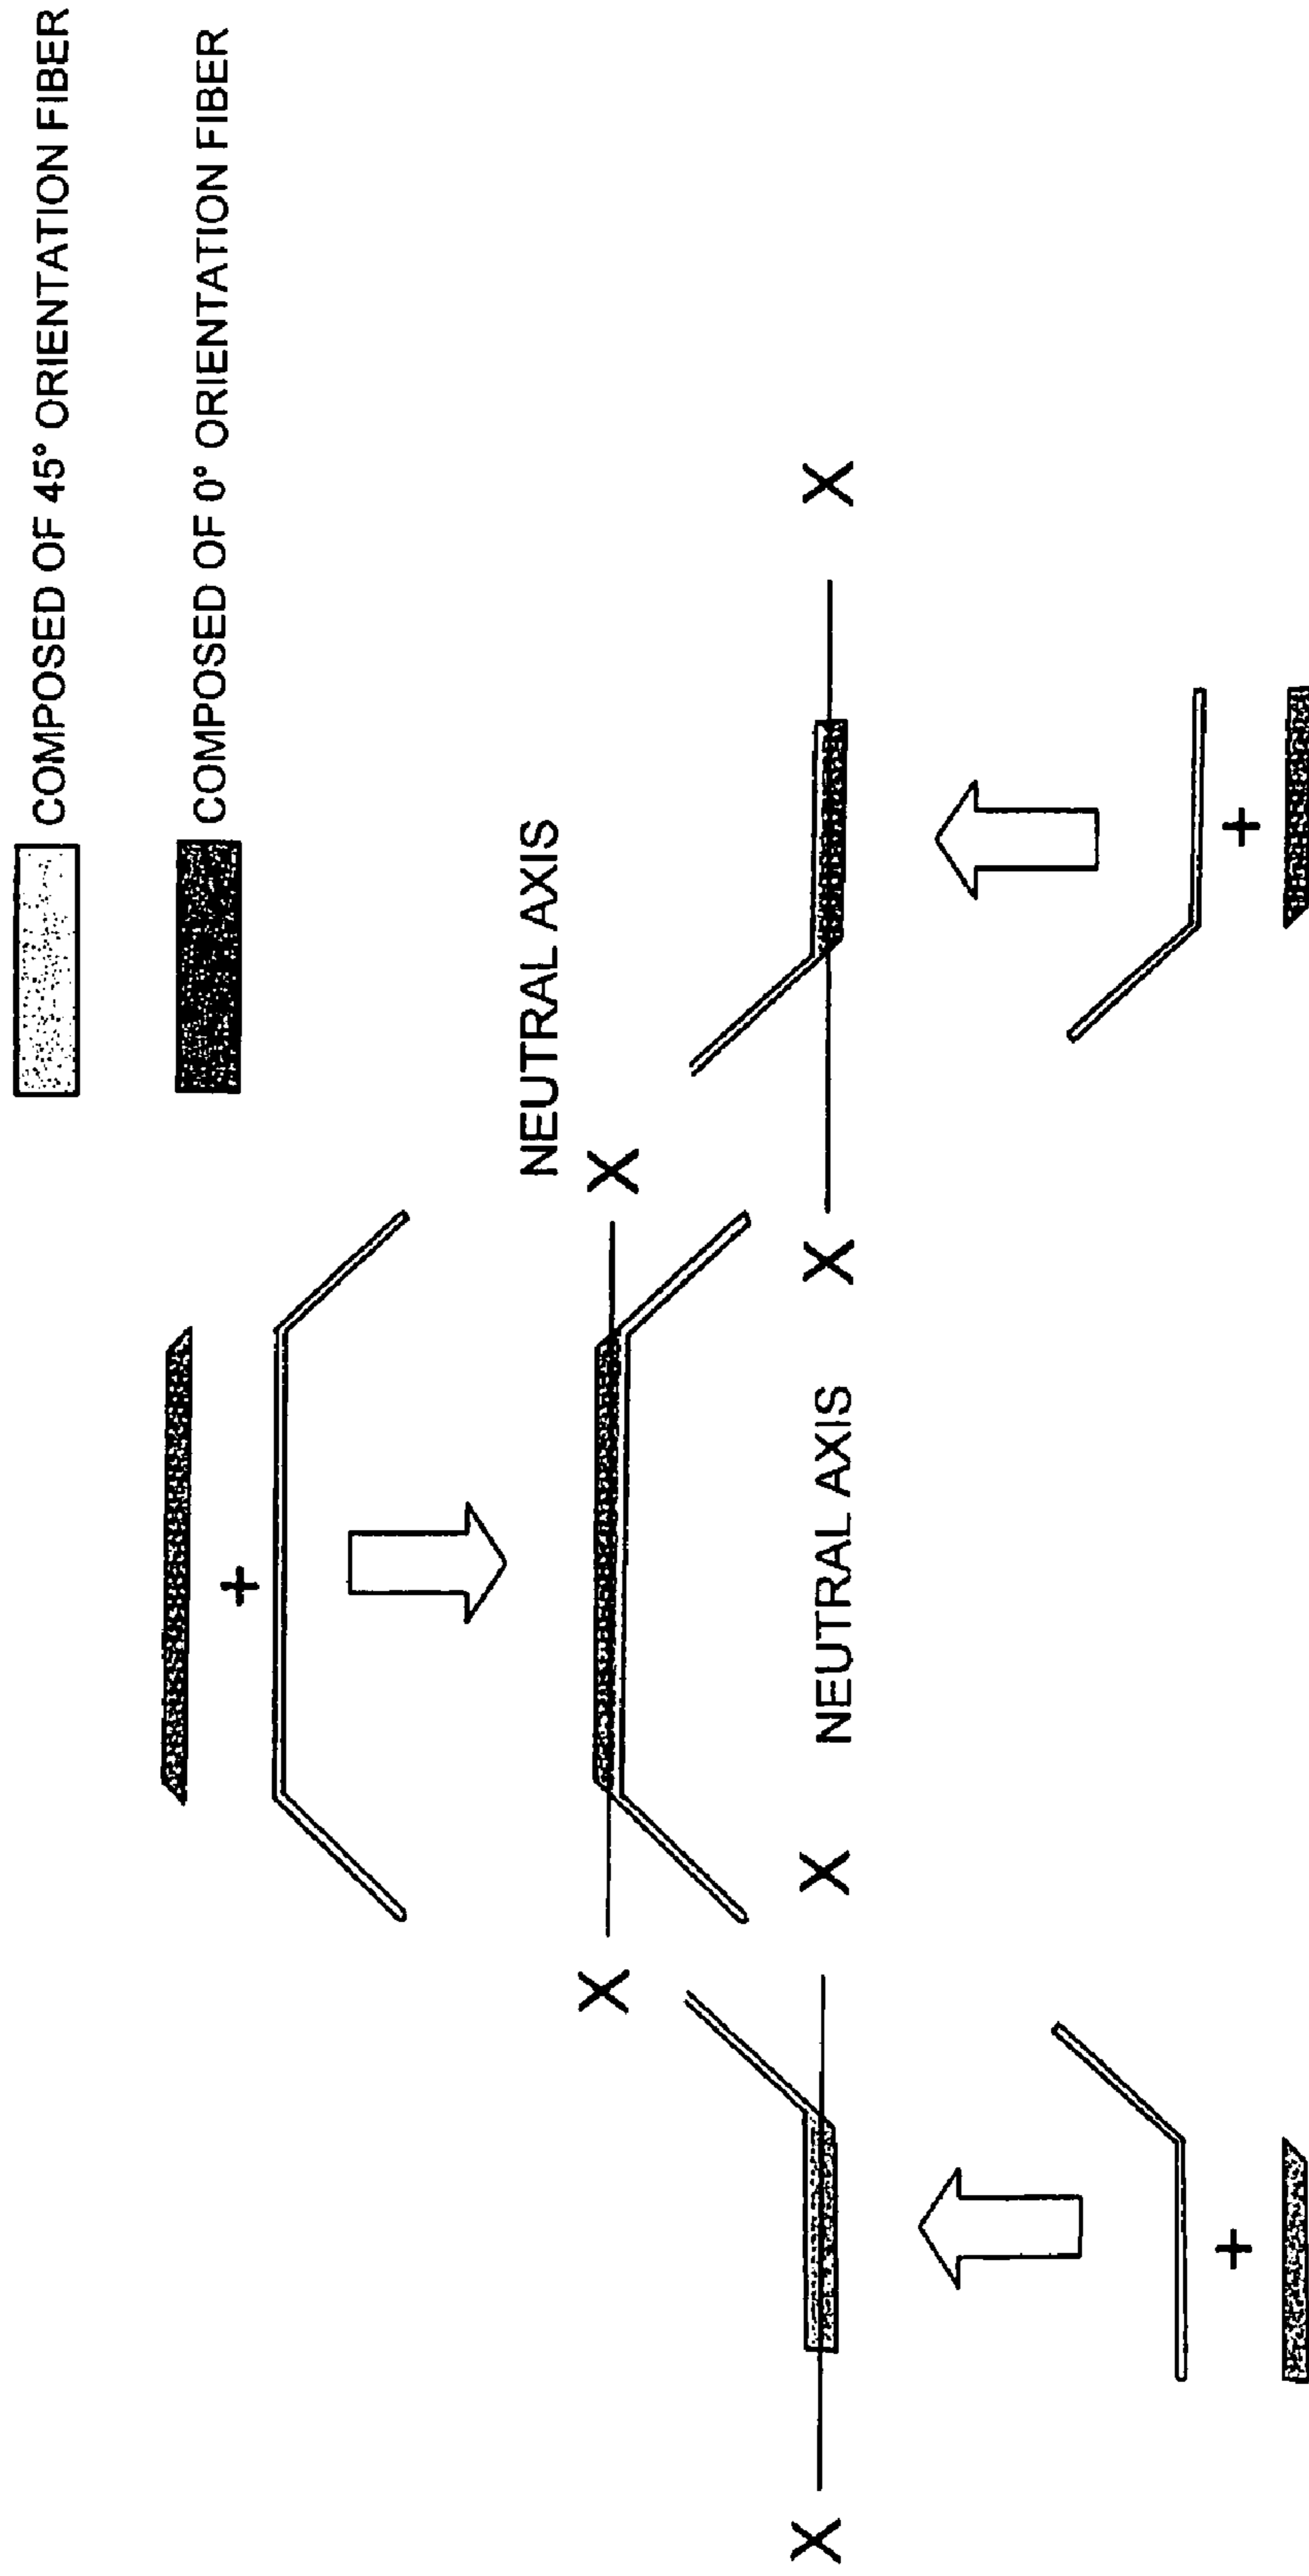 COMPOSED OF 45° ORIENTATION FIBER
COMPOSED OF 0° ORIENTATION FIBER
+
NEUTRAL AXIS
X X
X X NEUTRAL AXIS X X
+ +